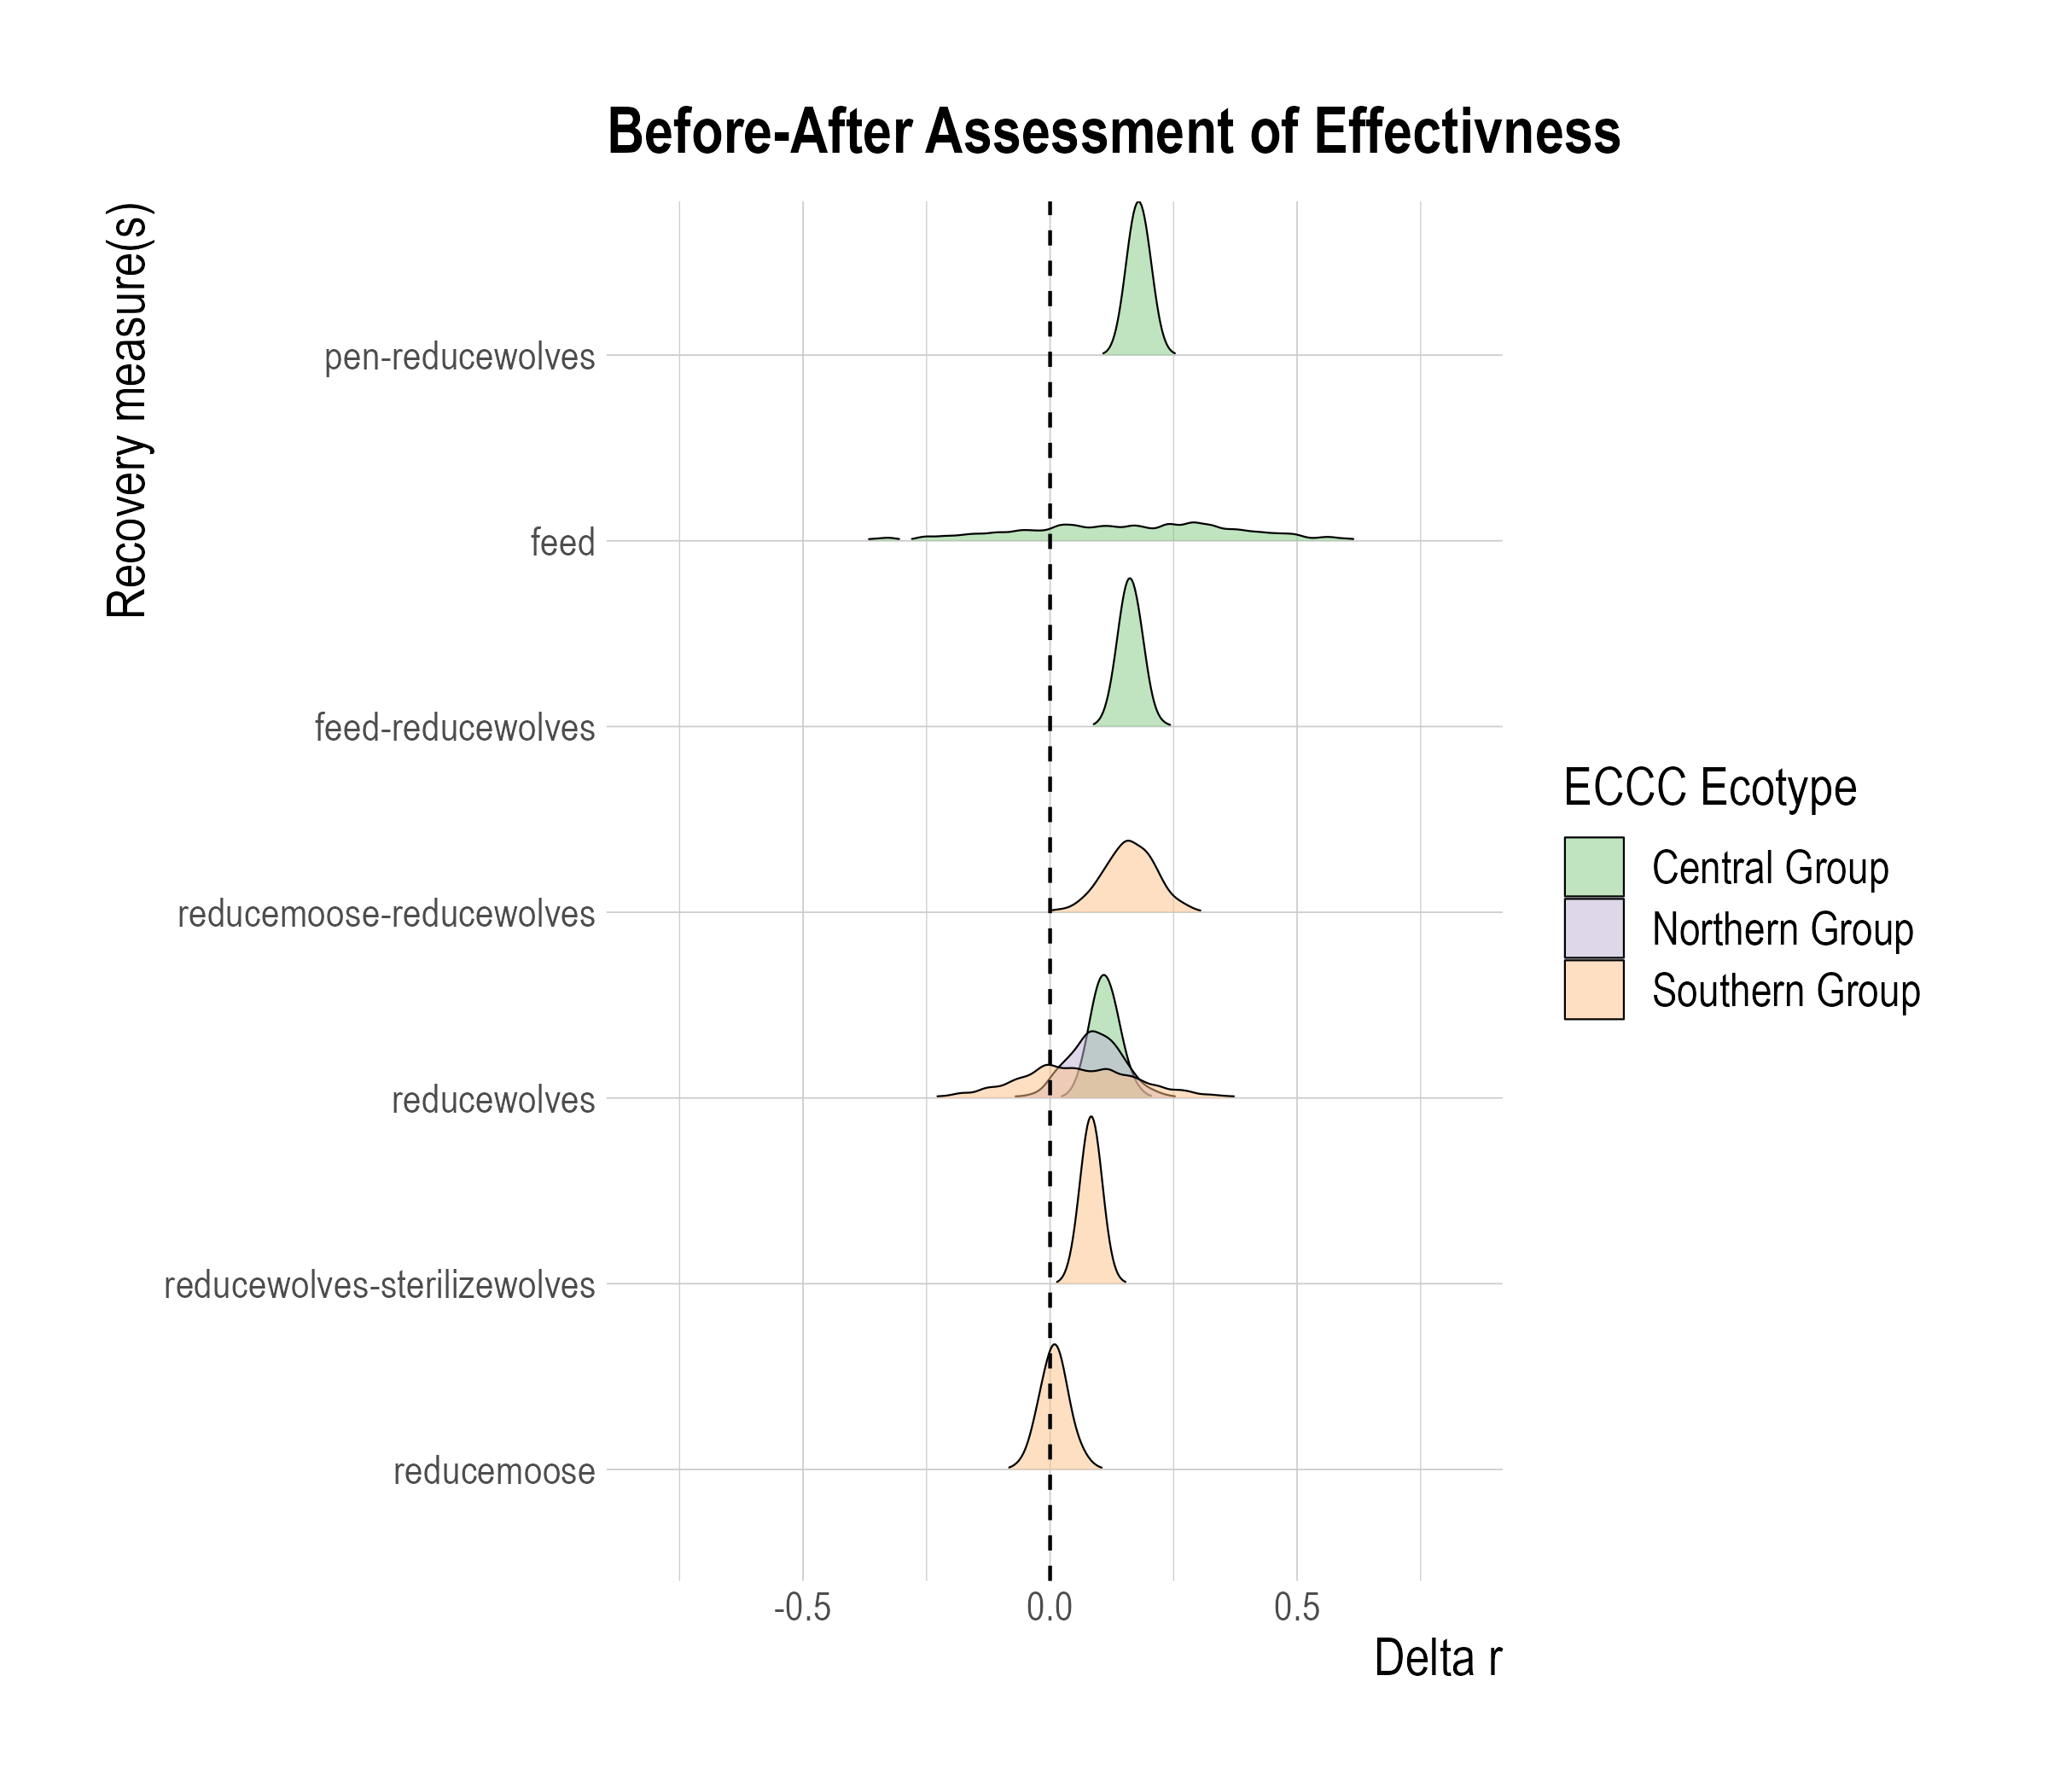 Before-After Assessment of Effectivness
Recovery measure(s)
pen-reducewolves
feed
feed-reducewolves
reducemoose-reducewolves
reducewolves
reducewolves-sterilizewolves
reducemoose
-0.5
0.0
0.5
Delta r
ECCC Ecotype
Central Group
Northern Group
Southern Group